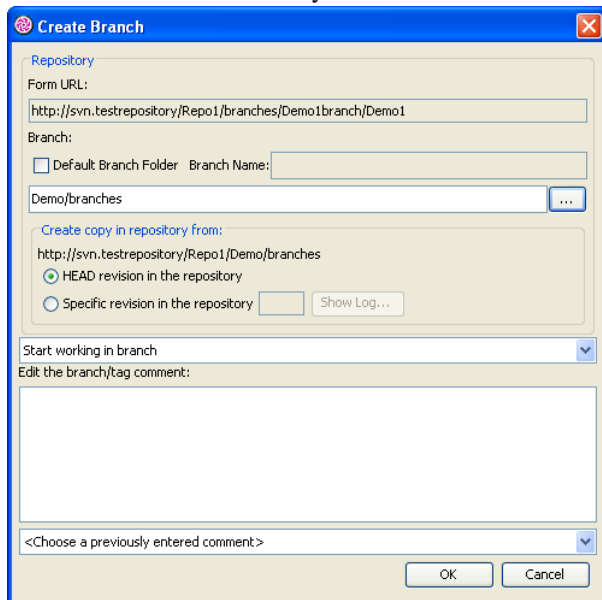 Create Branch
Repository
Form URL:
http://svn.testrepository/Repo1/branches/Demo1branch/Demo1
Branch:
Default Branch Folder Branch Name:
Demo/branches ...
Create copy in repository from:
http://svn.testrepository/Repo1/Demo/branches
HEAD revision in the repository
Specific revision in the repository Show Log...
Start working in branch
Edit the branch/tag comment:
<Choose a previously entered comment>
OK Cancel